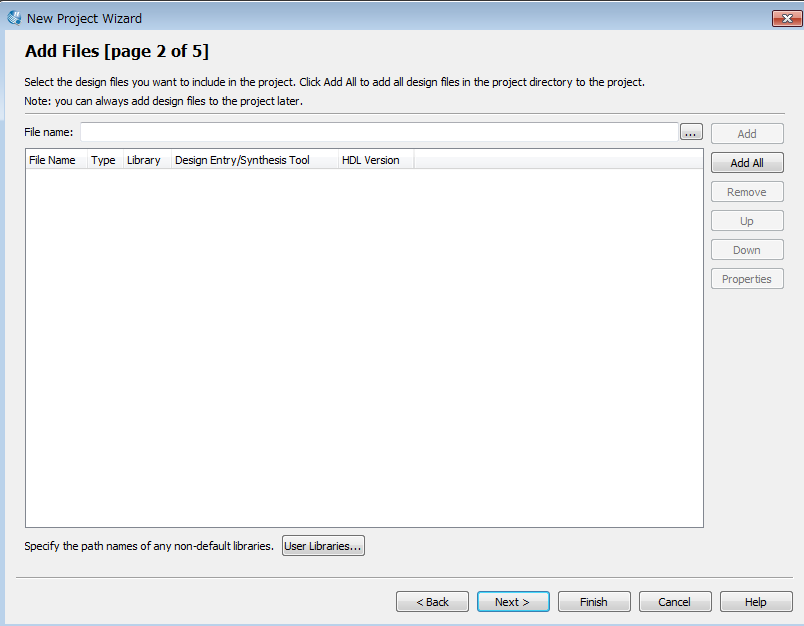 New Project Wizard
Add Files [page 2 of 5]
Select the design files you want to include in the project. Click Add All to add all design files in the project directory to the project.
Note: you can always add design files to the project later.
File name: ... Add
File Name Type Library Design Entry/Synthesis Tool HDL Version
Add All
Remove
Up
Down
Properties
Specify the path names of any non-default libraries. User Libraries...
< Back Next > Finish Cancel Help